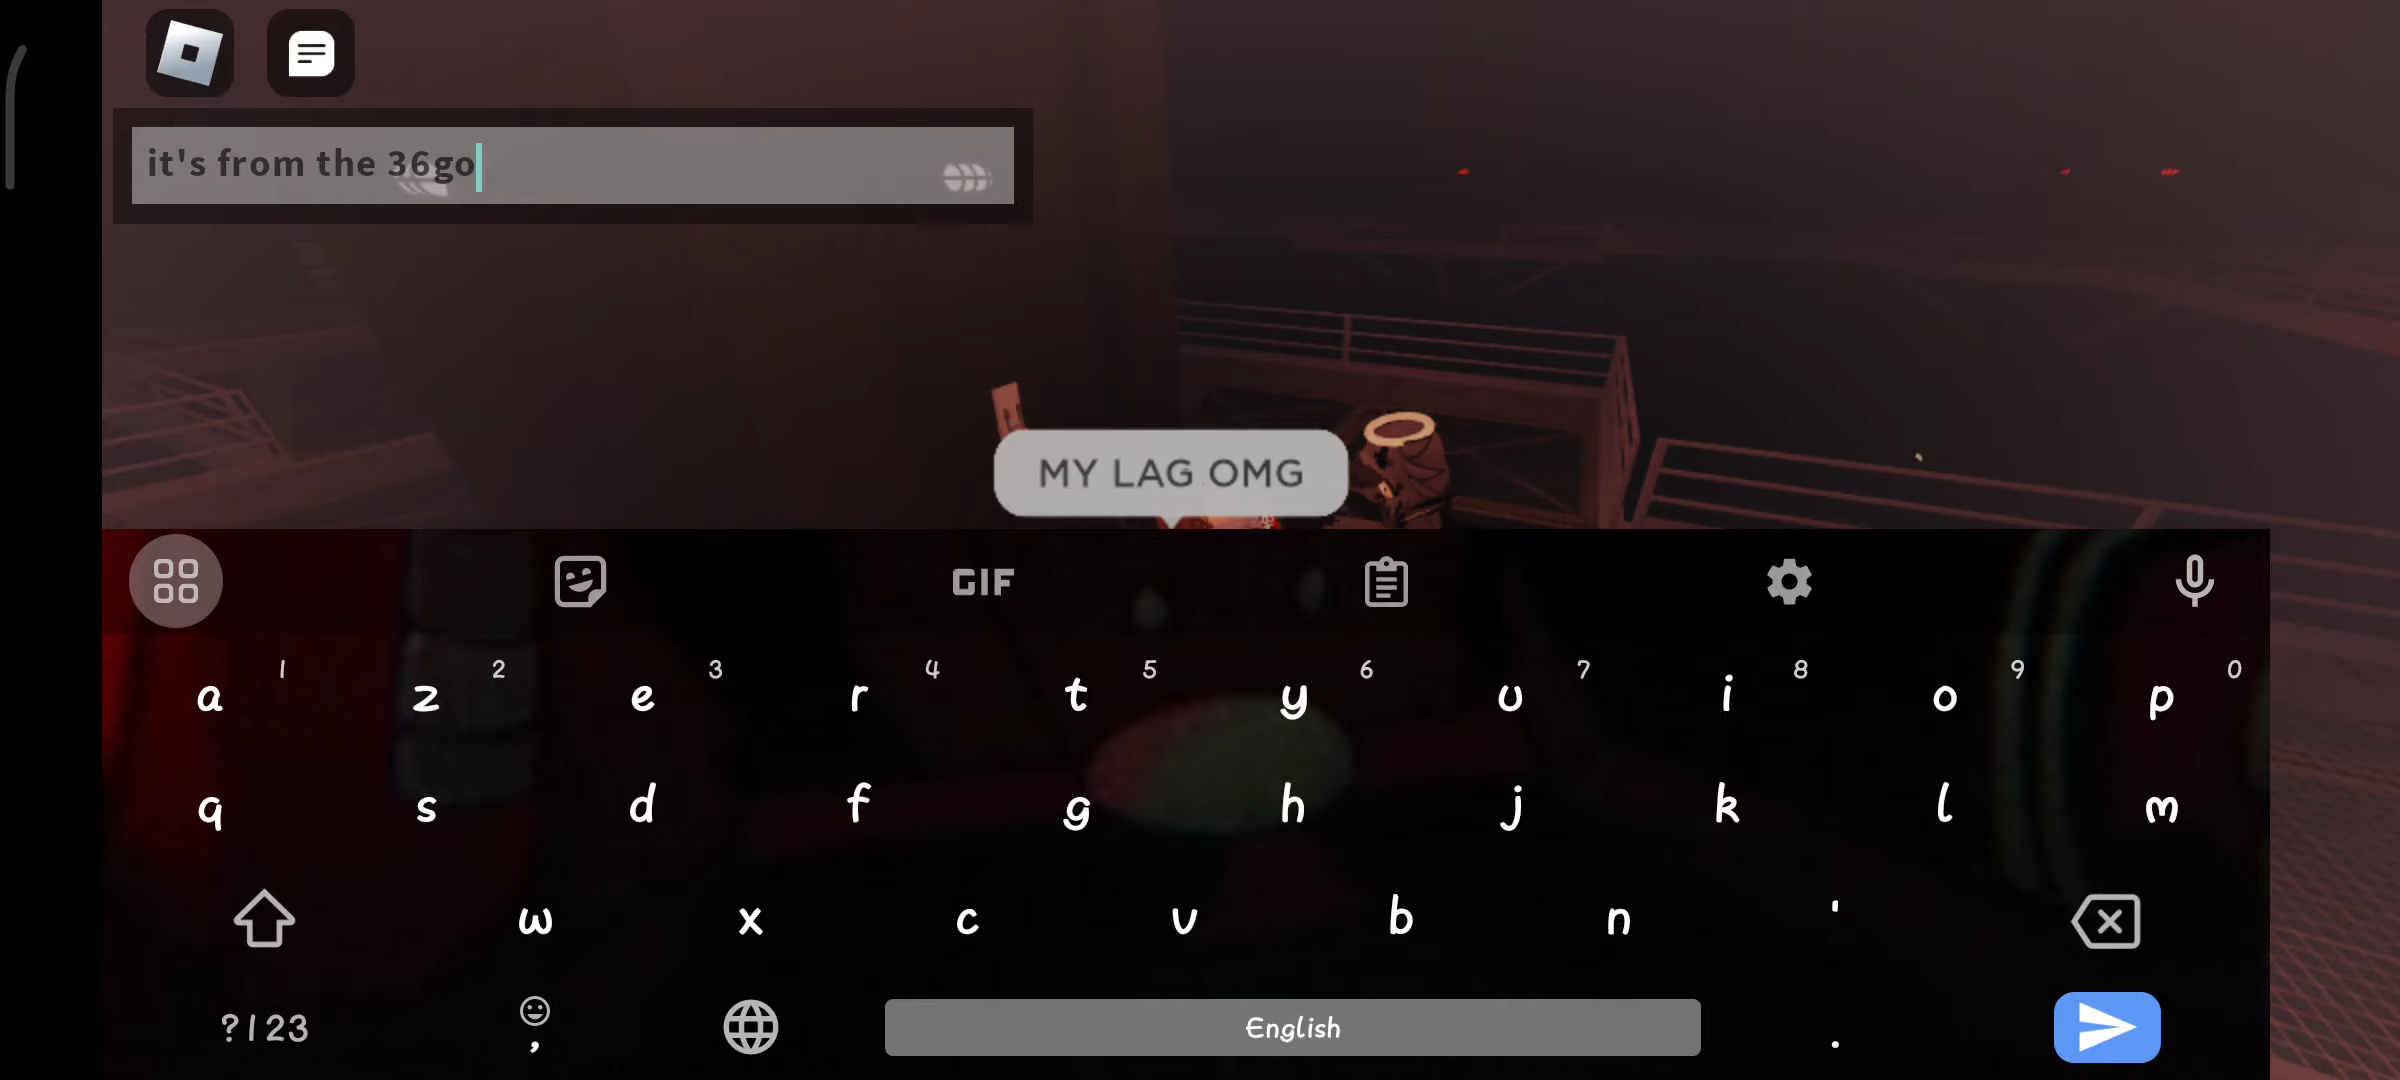 it's from the 36go
MY LAG OMG
GIF
1 2 3 4 5 6 7 8 9 0
a z e r t y u i o p
q s d f g h j k l m
w x c v b n '
?123 , English .